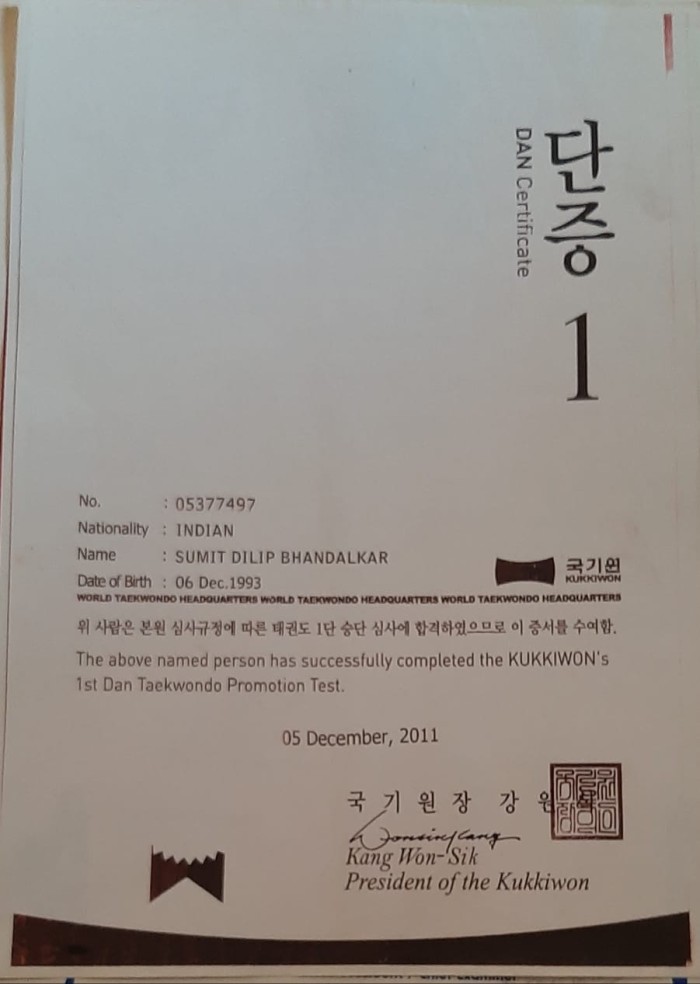 단증 1
DAN Certificate
No. : 05377497
Nationality : INDIAN
Name : SUMIT DILIP BHANDALKAR
Date of Birth : 06 Dec.1993
국기원
KUKKIWON
WORLD TAEKWONDO HEADQUARTERS WORLD TAEKWONDO HEADQUARTERS WORLD TAEKWONDO HEADQUARTERS
위 사람은 본원 심사규정에 따른 태권도 1단 승단 심사에 합격하였으므로 이 증서를 수여함.
The above named person has successfully completed the KUKKIWON's
1st Dan Taekwondo Promotion Test.
05 December, 2011
국 기 원 장 강 원
Kang Won-Sik
President of the Kukkiwon